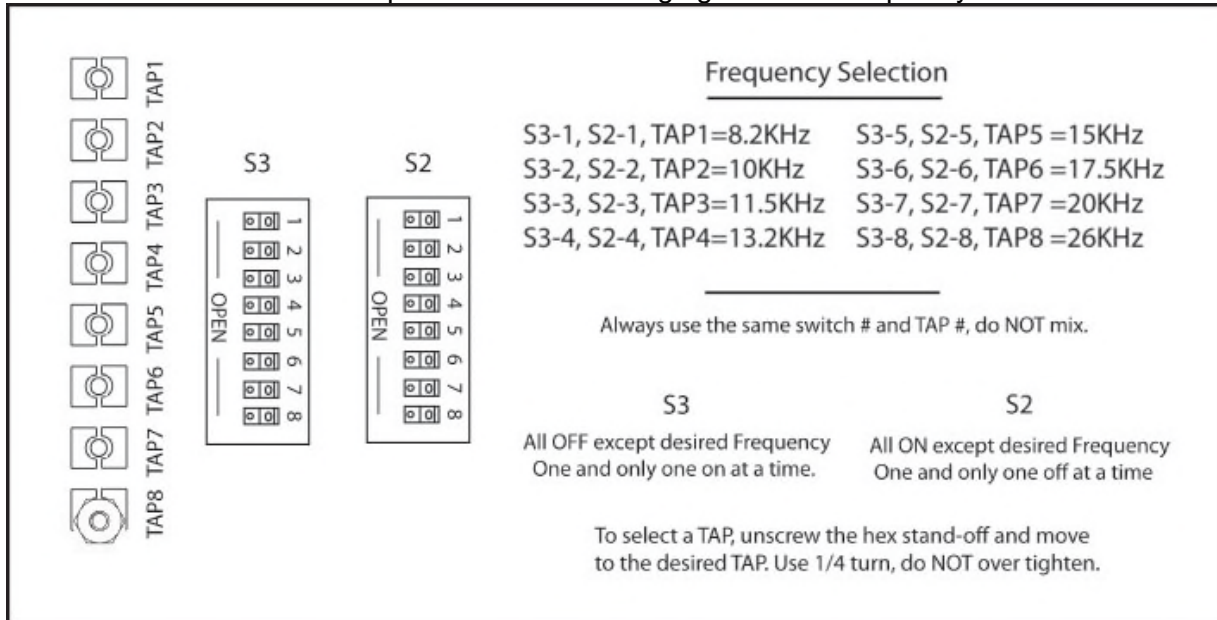 Frequency Selection
S3-1, S2-1, TAP1=8.2KHz
S3-2, S2-2, TAP2=10KHz
S3-3, S2-3, TAP3=11.5KHz
S3-4, S2-4, TAP4=13.2KHz
S3-5, S2-5, TAP5 =15KHz
S3-6, S2-6, TAP6 =17.5KHz
S3-7, S2-7, TAP7 =20KHz
S3-8, S2-8, TAP8 =26KHz
Always use the same switch # and TAP #, do NOT mix.
S3
All OFF except desired Frequency
One and only one on at a time.
S2
All ON except desired Frequency
One and only one off at a time
To select a TAP, unscrew the hex stand-off and move
to the desired TAP. Use 1/4 turn, do NOT over tighten.
TAP1
TAP2
TAP3
TAP4
TAP5
TAP6
TAP7
TAP8
S3
OPEN
1
2
3
4
5
6
7
8
S2
OPEN
1
2
3
4
5
6
7
8